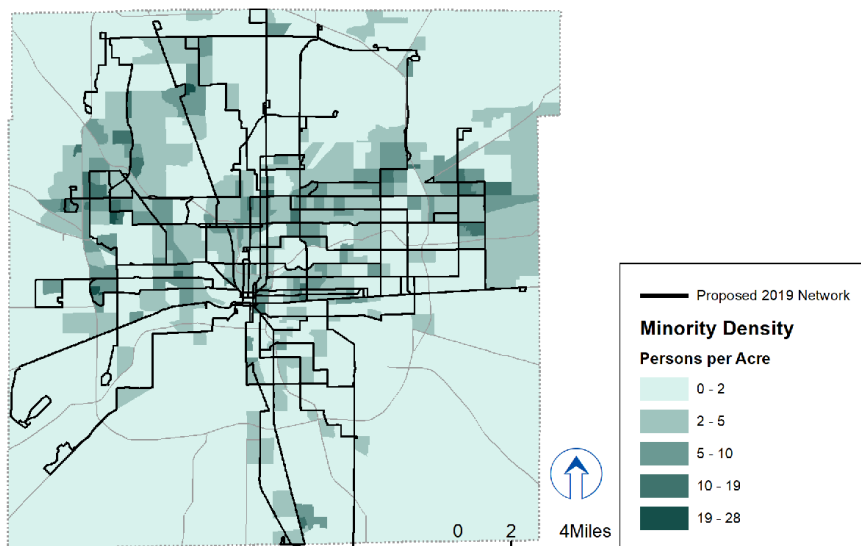 Proposed 2019 Network
Minority Density
Persons per Acre
0 - 2
2 - 5
5 - 10
10 - 19
19 - 28
0 2 4Miles